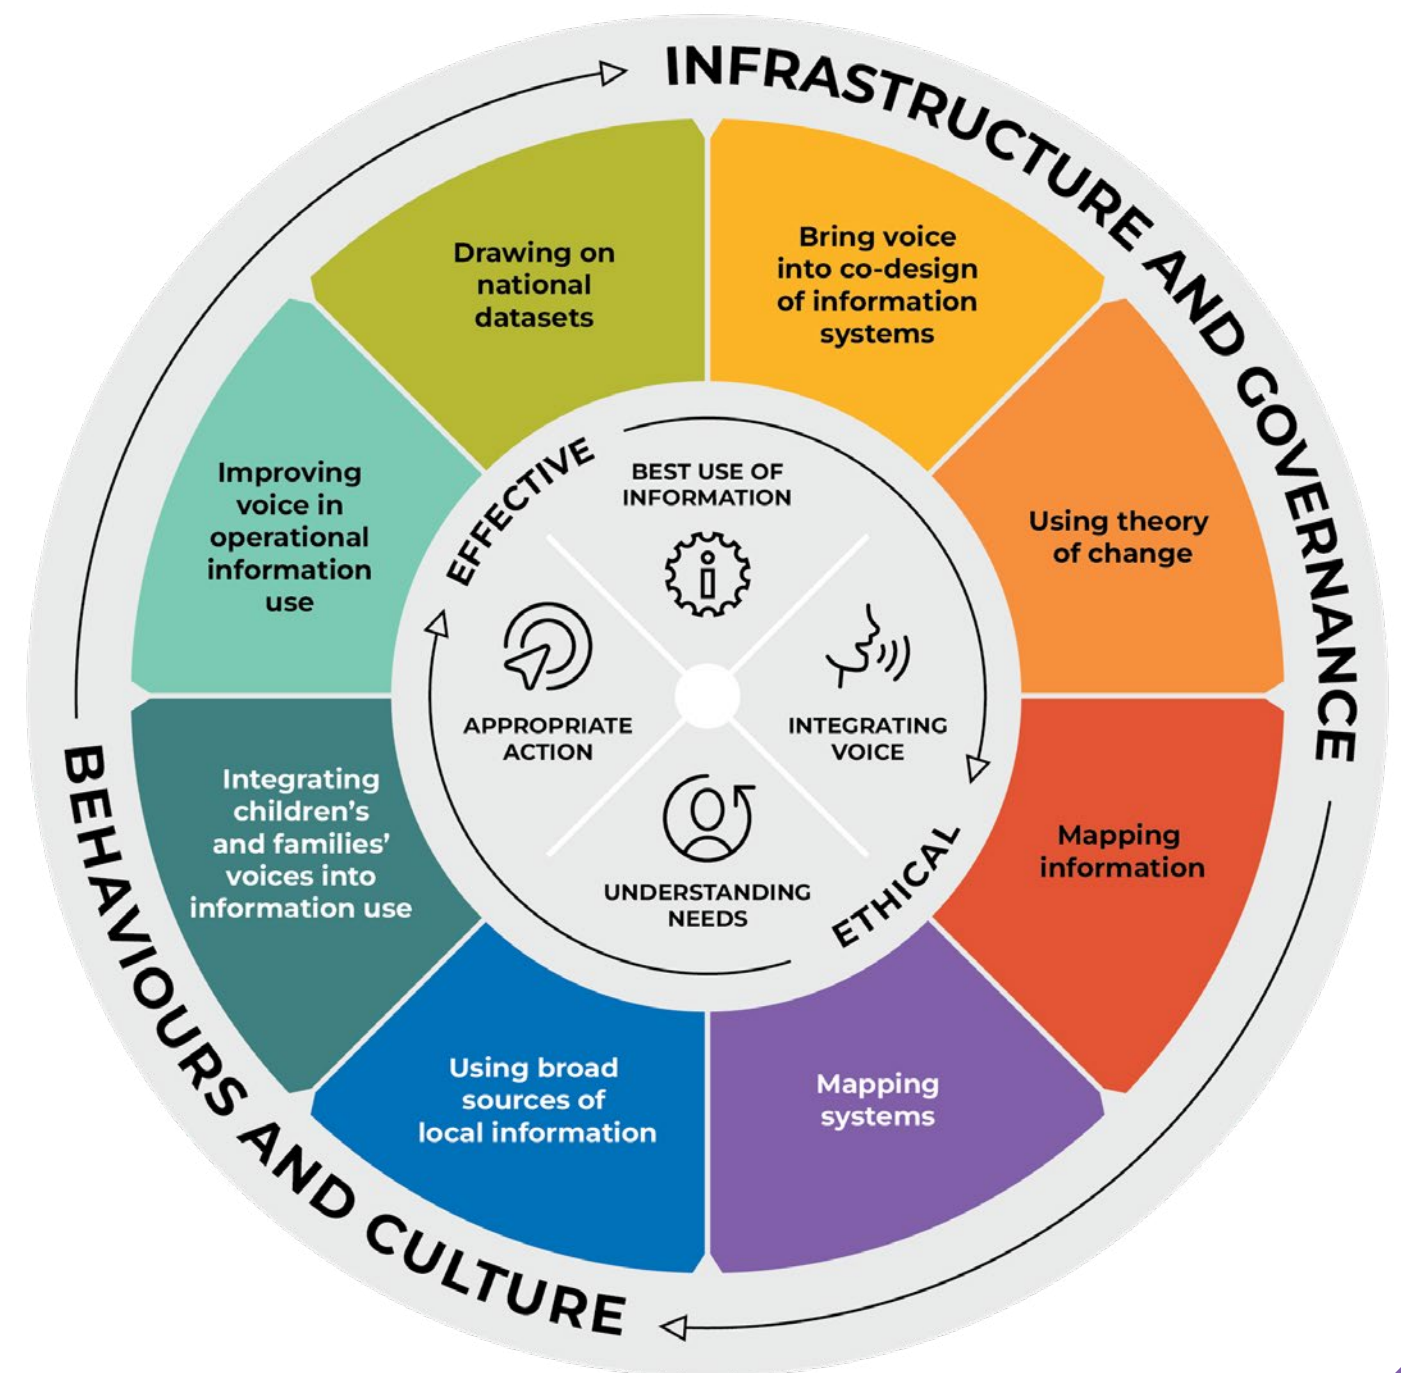 INFRASTRUCTURE AND GOVERNANCE
Bring voice
into co-design
of information
systems
Using theory
of change
Mapping
information
Mapping
systems
Using broad
sources of
local information
Integrating
children’s
and families’
voices into
information use
Improving
voice in
operational
information
use
Drawing on
national
datasets
BEHAVIOURS AND CULTURE
EFFECTIVE
BEST USE OF
INFORMATION
INTEGRATING
VOICE
UNDERSTANDING
NEEDS
APPROPRIATE
ACTION
ETHICAL